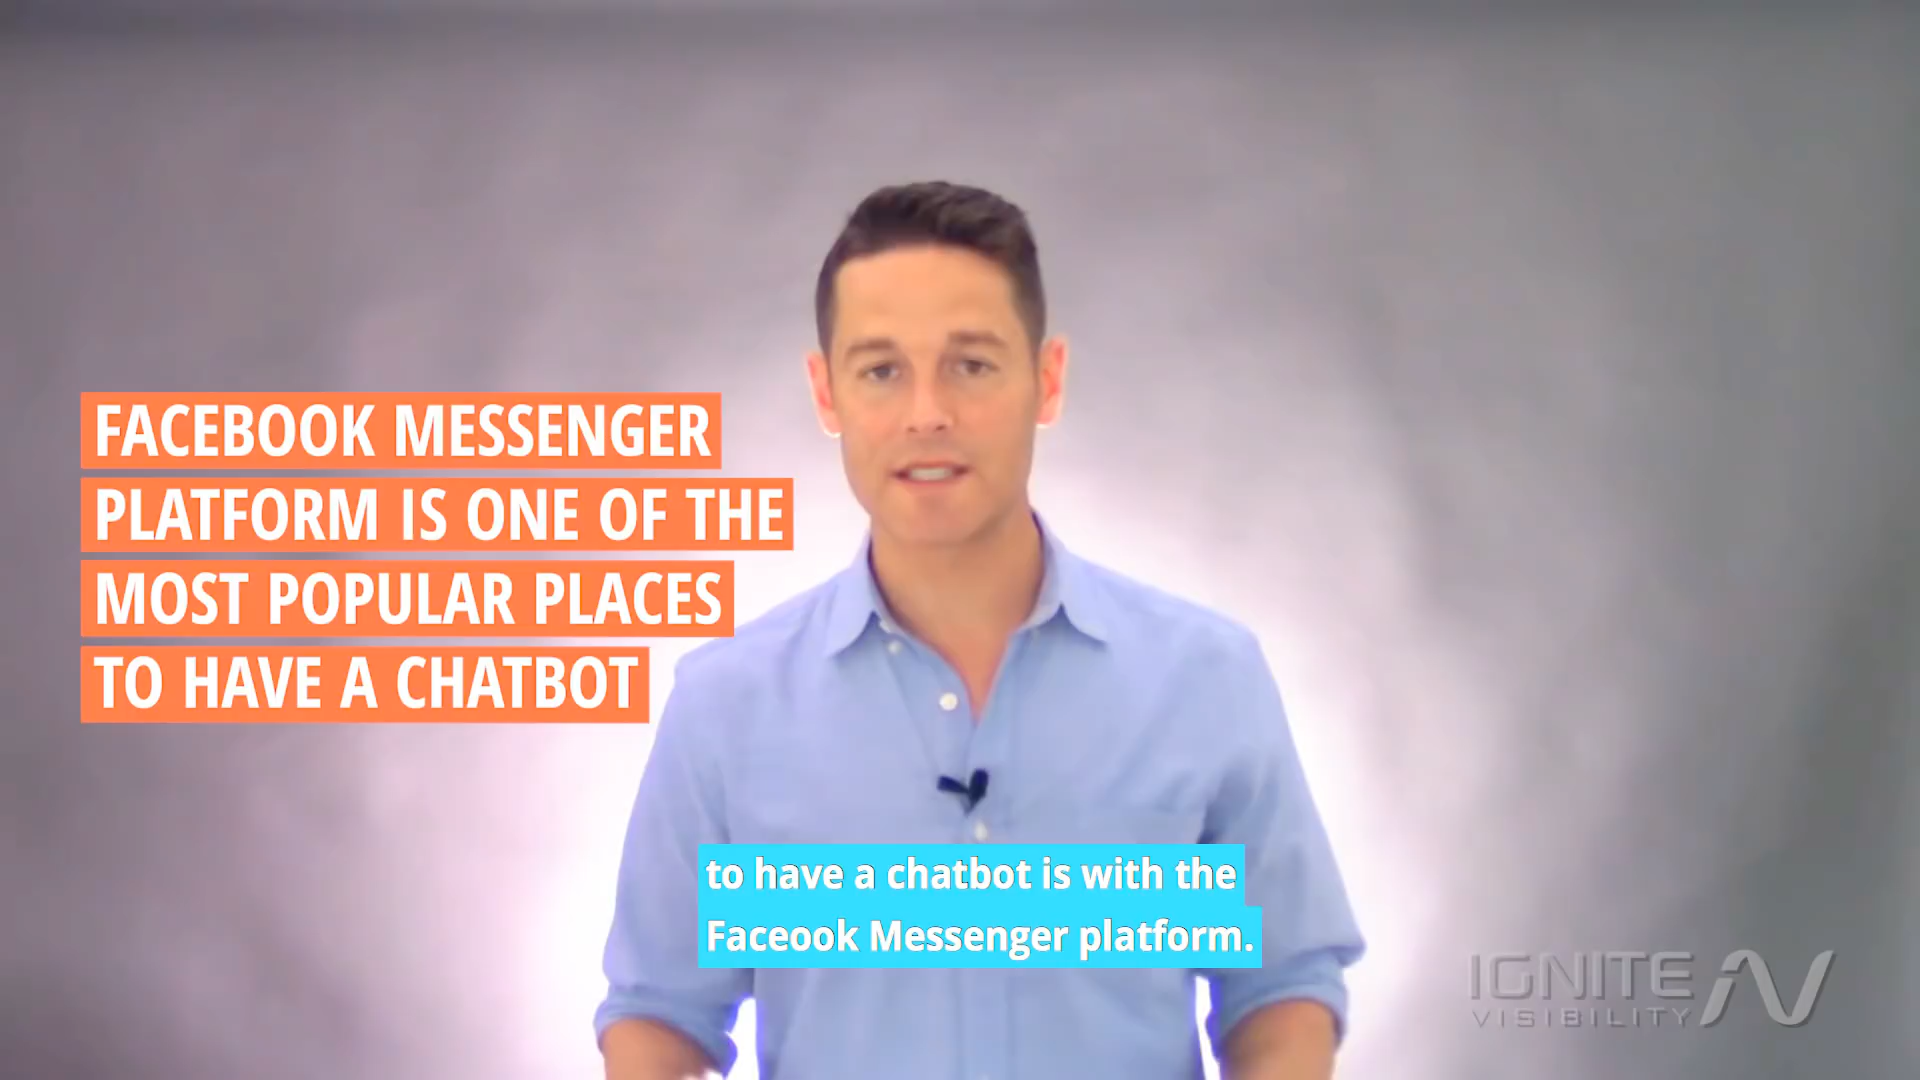 FACEBOOK MESSENGER
PLATFORM IS ONE OF THE
MOST POPULAR PLACES
TO HAVE A CHATBOT
to have a chatbot is with the
Faceook Messenger platform.
IGNITE
VISIBILITY